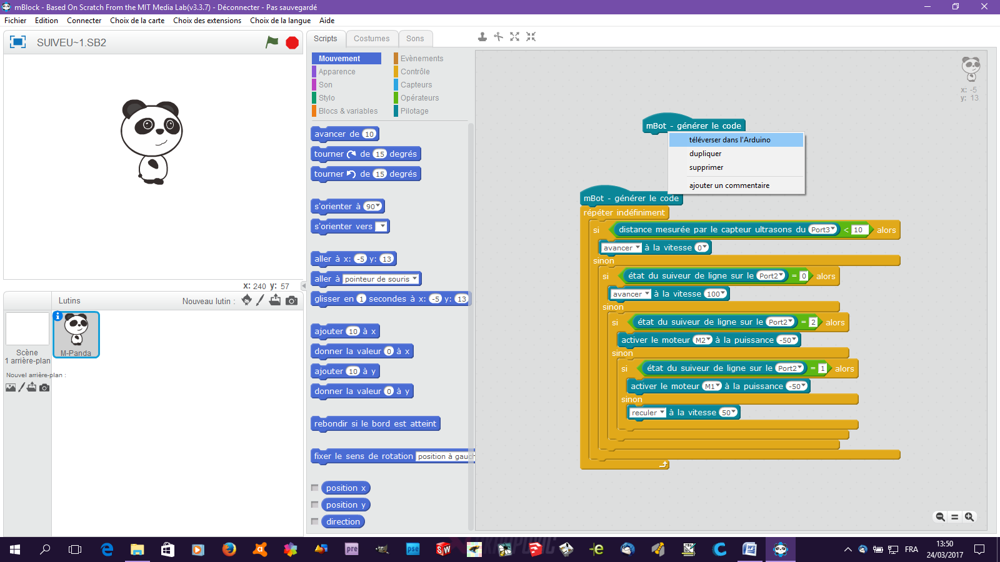 mBlock - Based On Scratch From the MIT Media Lab(v3.3.7) - Déconnecter - Pas sauvegardé
Fichier Edition Connecter Choix de la carte Choix des extensions Choix de la langue Aide
SUIVEU~1.SB2
x: 240 y: 57
Lutins
Nouveau lutin :
Scène
1 arrière-plan
Nouvel arrière-plan :
M-Panda
Scripts Costumes Sons
Mouvement Evènements
Apparence Contrôle
Son Capteurs
Stylo Opérateurs
Blocs & variables Pilotage
avancer de 10
tourner de 15 degrés
tourner de 15 degrés
s'orienter à 90
s'orienter vers
aller à x: -5 y: 13
aller à pointeur de souris
glisser en 1 secondes à x: -5 y: 13
ajouter 10 à x
donner la valeur 0 à x
ajouter 10 à y
donner la valeur 0 à y
rebondir si le bord est atteint
fixer le sens de rotation position à gauc
position x
position y
direction
x: -5
y: 13
mBot - générer le code
téléverser dans l'Arduino
dupliquer
supprimer
ajouter un commentaire
mBot - générer le code
répéter indéfiniment
si distance mesurée par le capteur ultrasons du Port3 < 10 alors
avancer à la vitesse 0
sinon
si état du suiveur de ligne sur le Port2 = 0 alors
avancer à la vitesse 100
sinon
si état du suiveur de ligne sur le Port2 = 2 alors
activer le moteur M2 à la puissance -50
sinon
si état du suiveur de ligne sur le Port2 = 1 alors
activer le moteur M1 à la puissance -50
sinon
reculer à la vitesse 50
pre
pse
SW
FRA
13:50
24/03/2017